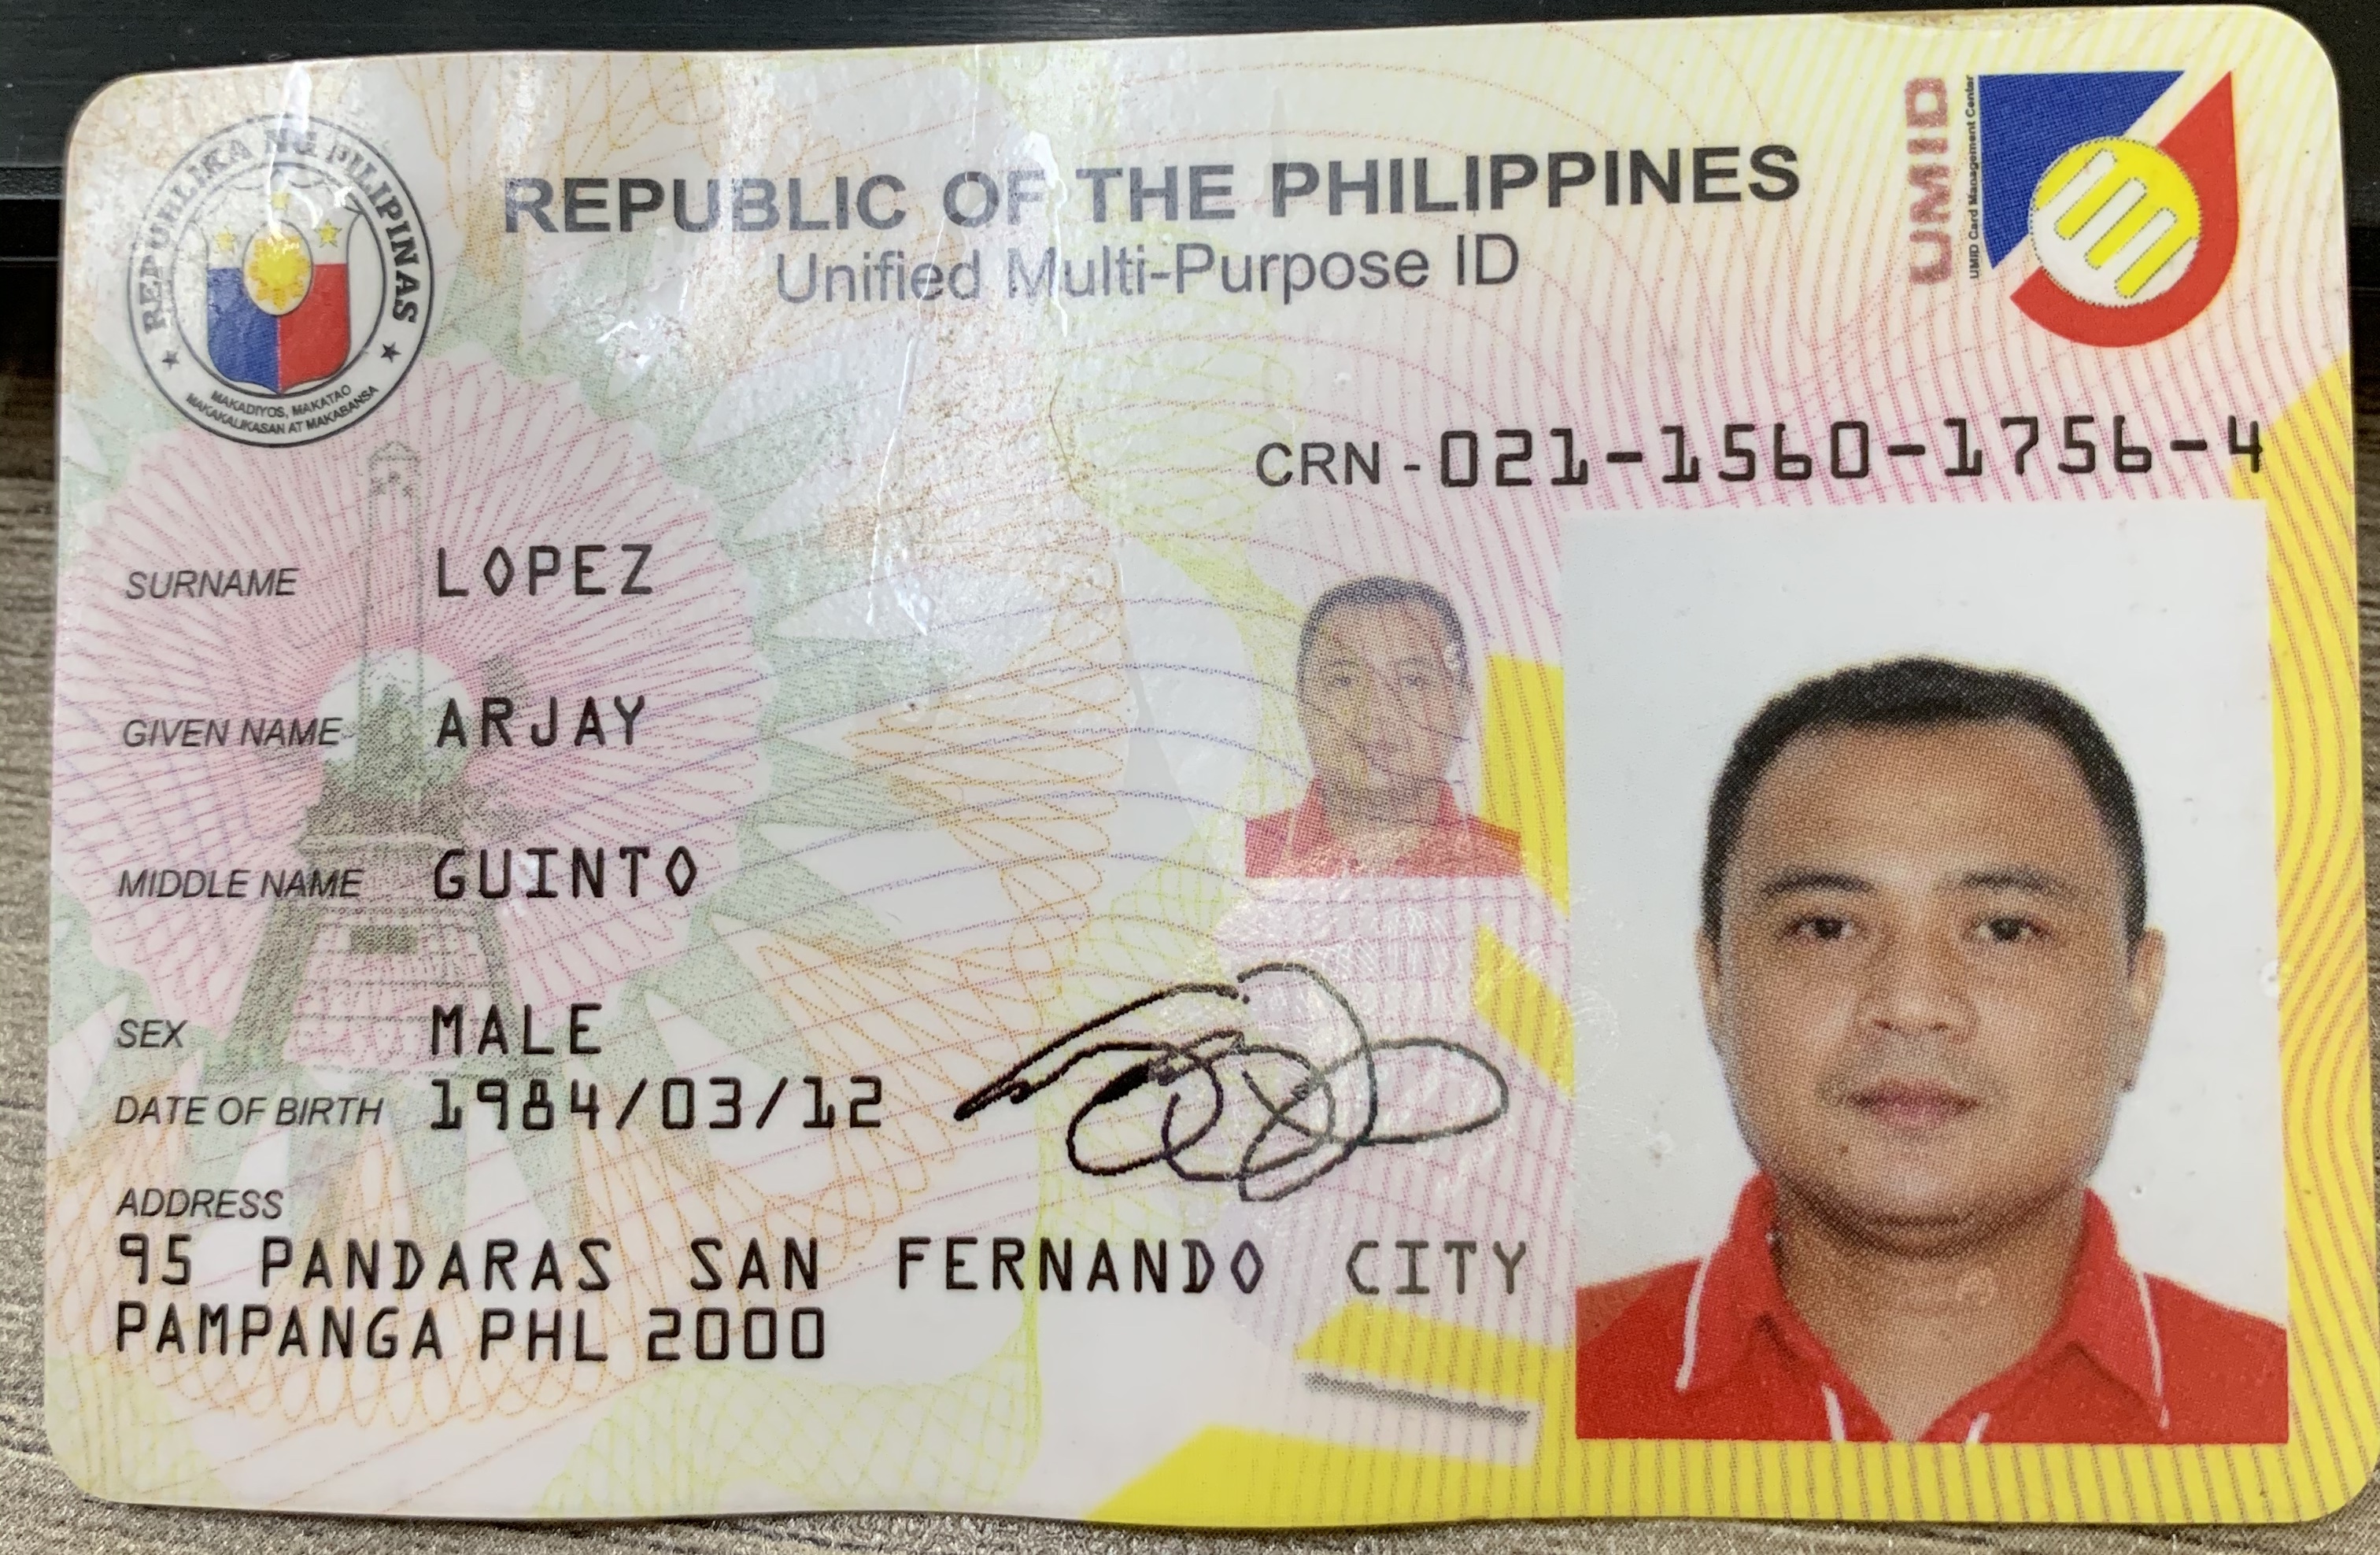 REPUBLIKA NG PILIPINAS
MAKADIYOS, MAKATAO
MAKAKALIKASAN AT MAKABANSA
REPUBLIC OF THE PHILIPPINES
Unified Multi-Purpose ID
UMID
UMID Card Management Center
CRN - 021-1560-1756-4
SURNAME LOPEZ
GIVEN NAME ARJAY
MIDDLE NAME GUINTO
SEX MALE
DATE OF BIRTH 1984/03/12
ADDRESS
95 PANDARAS SAN FERNANDO CITY
PAMPANGA PHL 2000